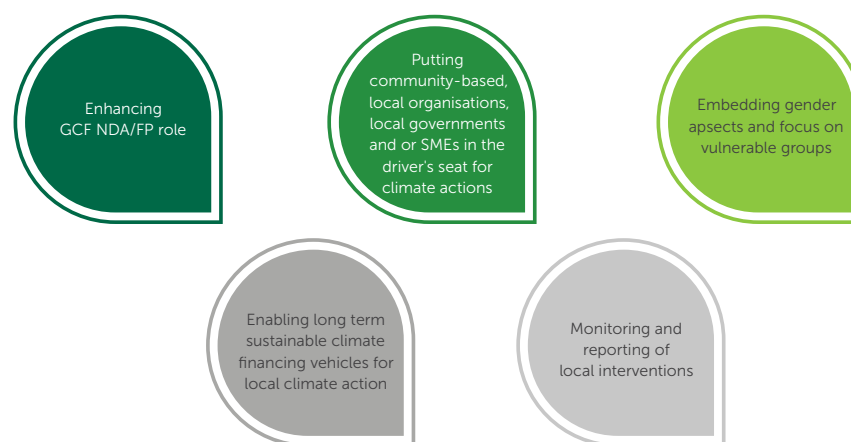 Enhancing
GCF NDA/FP role
Putting
community-based,
local organisations,
local governments
and or SMEs in the
driver's seat for
climate actions
Embedding gender
apsects and focus on
vulnerable groups
Enabling long term
sustainable climate
financing vehicles for
local climate action
Monitoring and
reporting of
local interventions